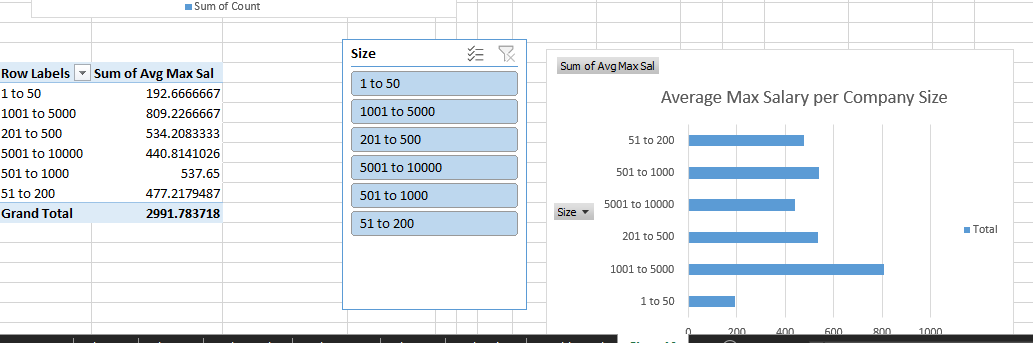 Sum of Count
Row Labels Sum of Avg Max Sal
1 to 50 192.6666667
1001 to 5000 809.2266667
201 to 500 534.2083333
5001 to 10000 440.8141026
501 to 1000 537.65
51 to 200 477.2179487
Grand Total 2991.783718
Size
1 to 50
1001 to 5000
201 to 500
5001 to 10000
501 to 1000
51 to 200
Sum of Avg Max Sal
Average Max Salary per Company Size
51 to 200
501 to 1000
5001 to 10000
201 to 500
1001 to 5000
1 to 50
Size
Total
0 200 400 600 800 1000